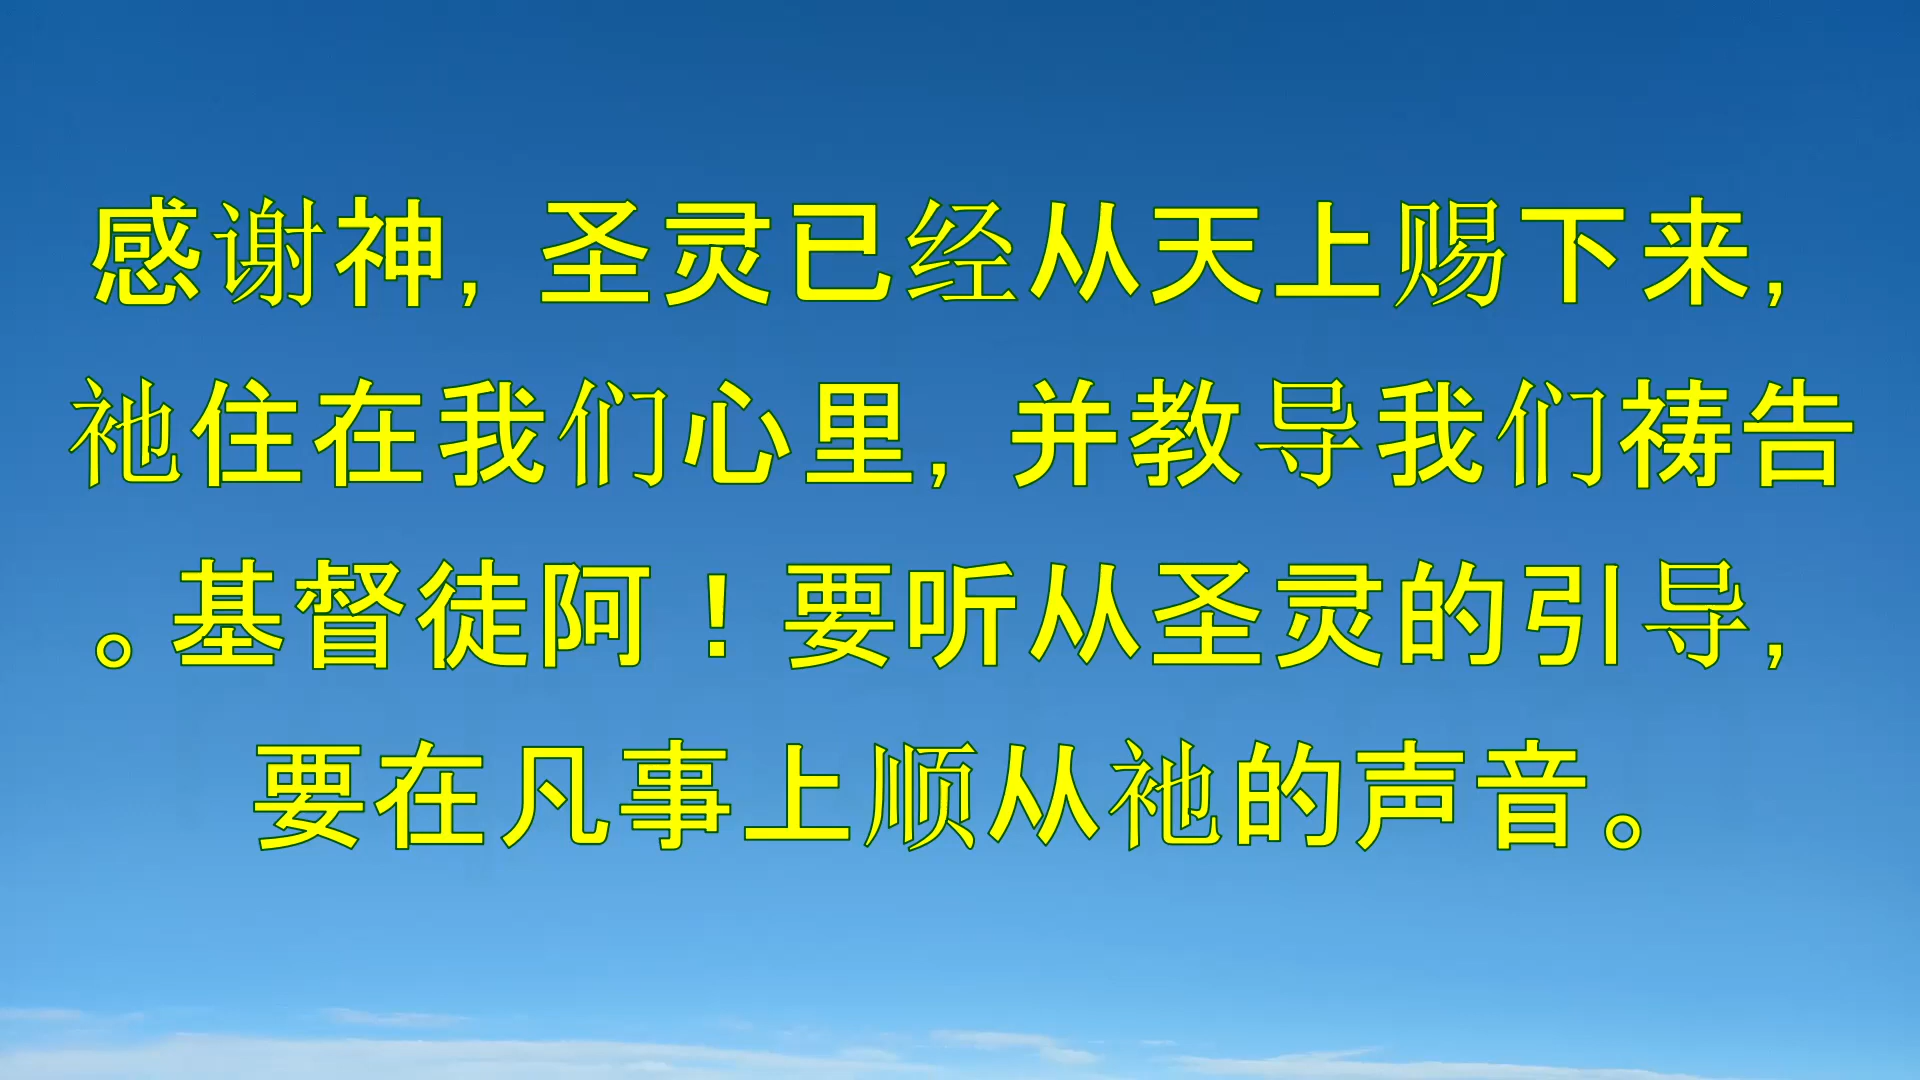 感谢神，圣灵已经从天上赐下来，
祂住在我们心里，并教导我们祷告
。基督徒阿！要听从圣灵的引导，
要在凡事上顺从祂的声音。